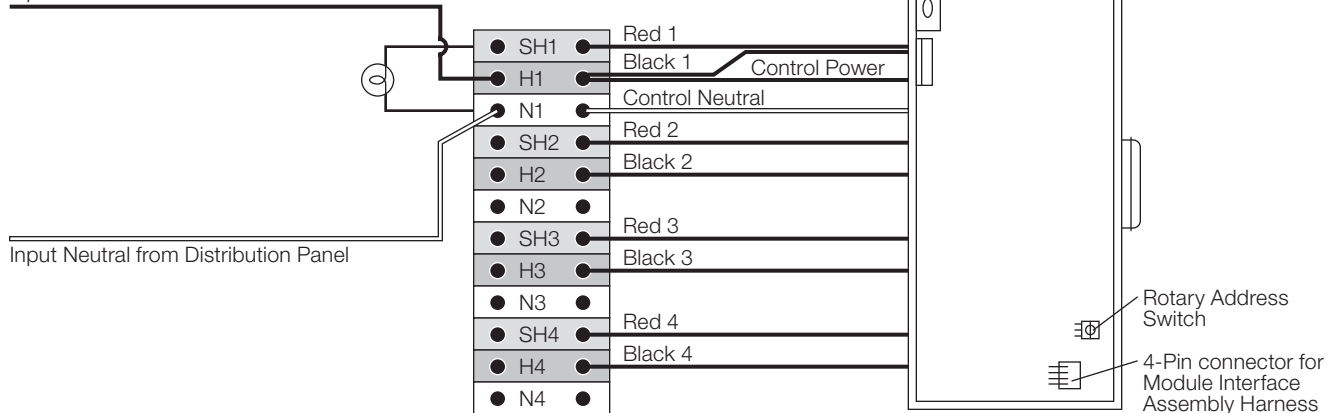 SH1
H1
N1
SH2
H2
N2
SH3
H3
N3
SH4
H4
N4
Red 1
Black 1
Control Power
Control Neutral
Red 2
Black 2
Red 3
Black 3
Red 4
Black 4
Input Neutral from Distribution Panel
Rotary Address
Switch
4-Pin connector for
Module Interface
Assembly Harness